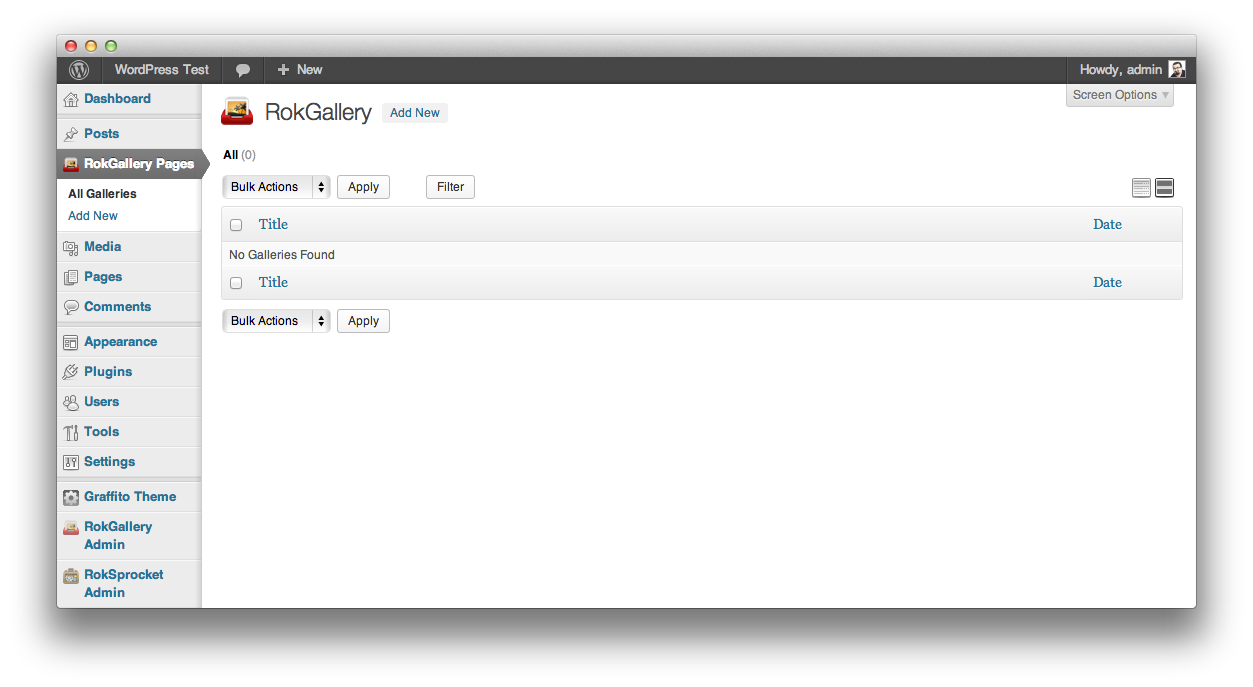 WordPress Test
New
Howdy, admin
Dashboard
Posts
RokGallery Pages
All Galleries
Add New
Media
Pages
Comments
Appearance
Plugins
Users
Tools
Settings
Graffito Theme
RokGallery
Admin
RokSprocket
Admin
Screen Options
RokGallery Add New
All (0)
Bulk Actions Apply Filter
Title Date
No Galleries Found
Title Date
Bulk Actions Apply